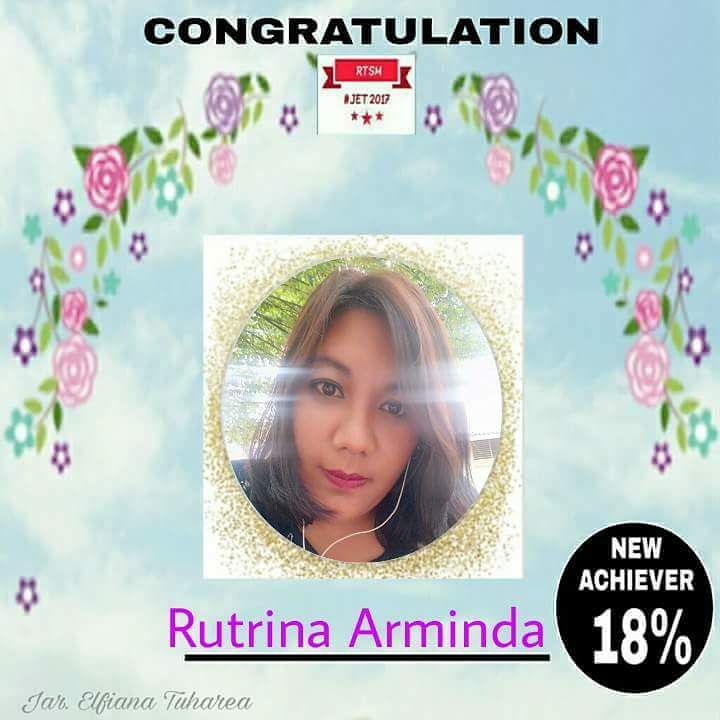 CONGRATULATION
RTSM
#JET 2017
Rutrina Arminda
NEW
ACHIEVER
18%
Jar. Elfiana Tuharea